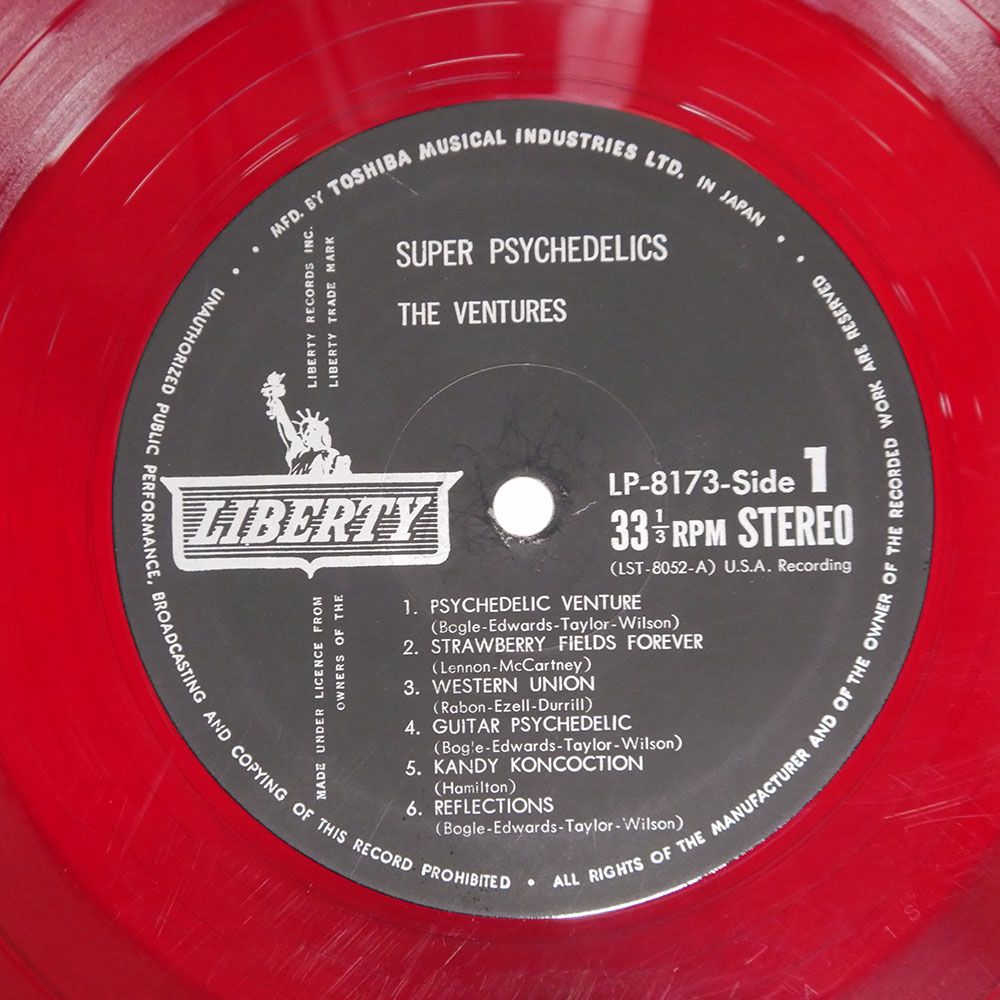 MFD. BY TOSHIBA MUSICAL INDUSTRIES LTD. IN JAPAN
SUPER PSYCHEDELICS
THE VENTURES
LIBERTY RECORDS INC.
LIBERTY TRADE MARK
LIBERTY
MADE UNDER LICENCE FROM
OWNERS OF THE
LP-8173-Side 1
33 1/3 RPM STEREO
(LST-8052-A) U.S.A. Recording
1. PSYCHEDELIC VENTURE
(Bogle-Edwards-Taylor-Wilson)
2. STRAWBERRY FIELDS FOREVER
(Lennon-McCartney)
3. WESTERN UNION
(Rabon-Ezell-Durrill)
4. GUITAR PSYCHEDELIC
(Bogle-Edwards-Taylor-Wilson)
5. KANDY KONCOCTION
(Hamilton)
6. REFLECTIONS
(Bogle-Edwards-Taylor-Wilson)
UNAUTHORIZED PUBLIC PERFORMANCE, BROADCASTING AND COPYING OF THIS RECORD PROHIBITED • ALL RIGHTS OF THE MANUFACTURER AND OF THE OWNER OF THE RECORDED WORK ARE RESERVED